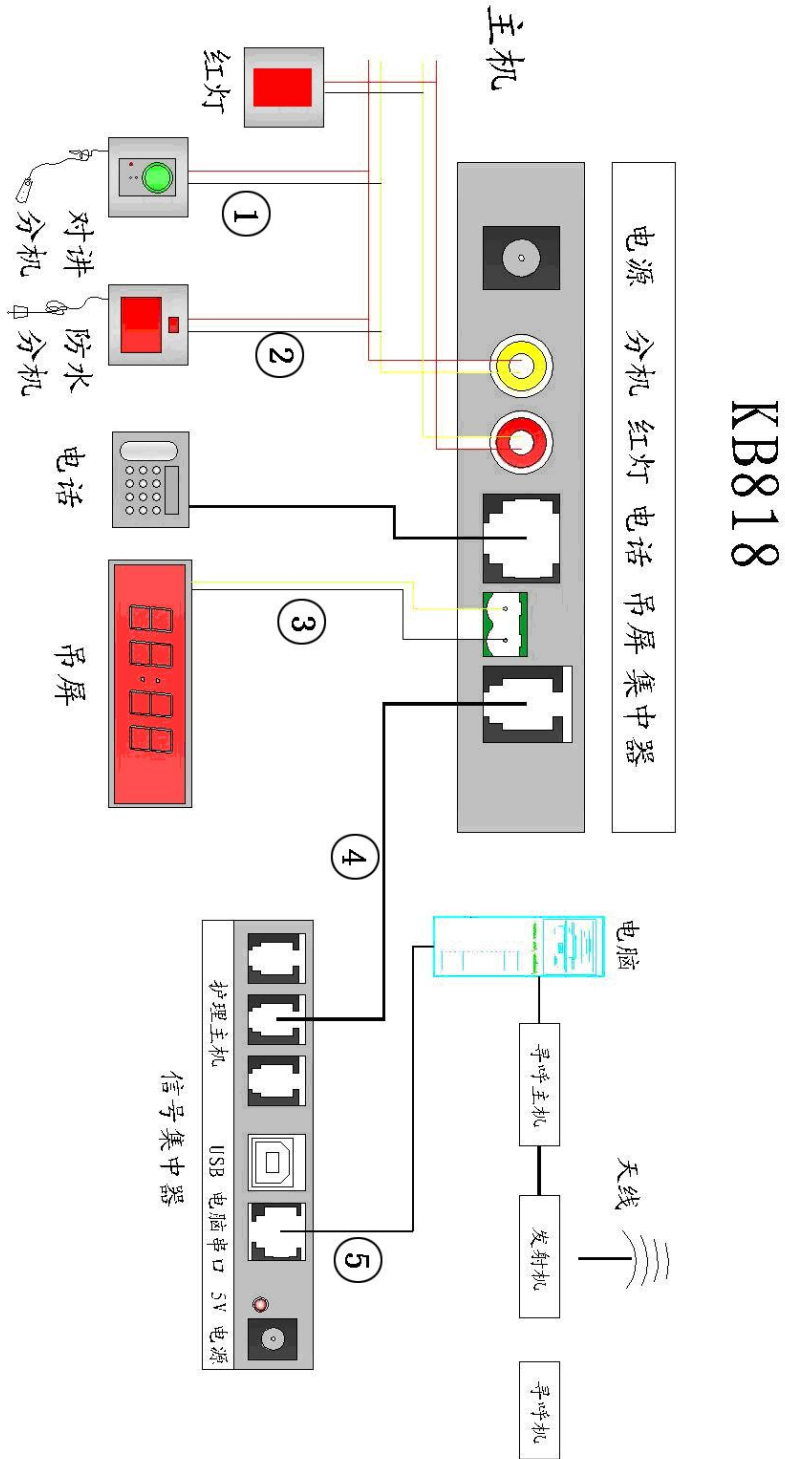 KB818
电源 分机 红灯 电话 吊屏 集中器
主机
红灯
对讲
分机
防水
分机
电话
吊屏
①
②
③
④
⑤
电脑
寻呼主机
发射机
天线
寻呼机
护理主机 USB 电脑串口 5V 电源
信号集中器